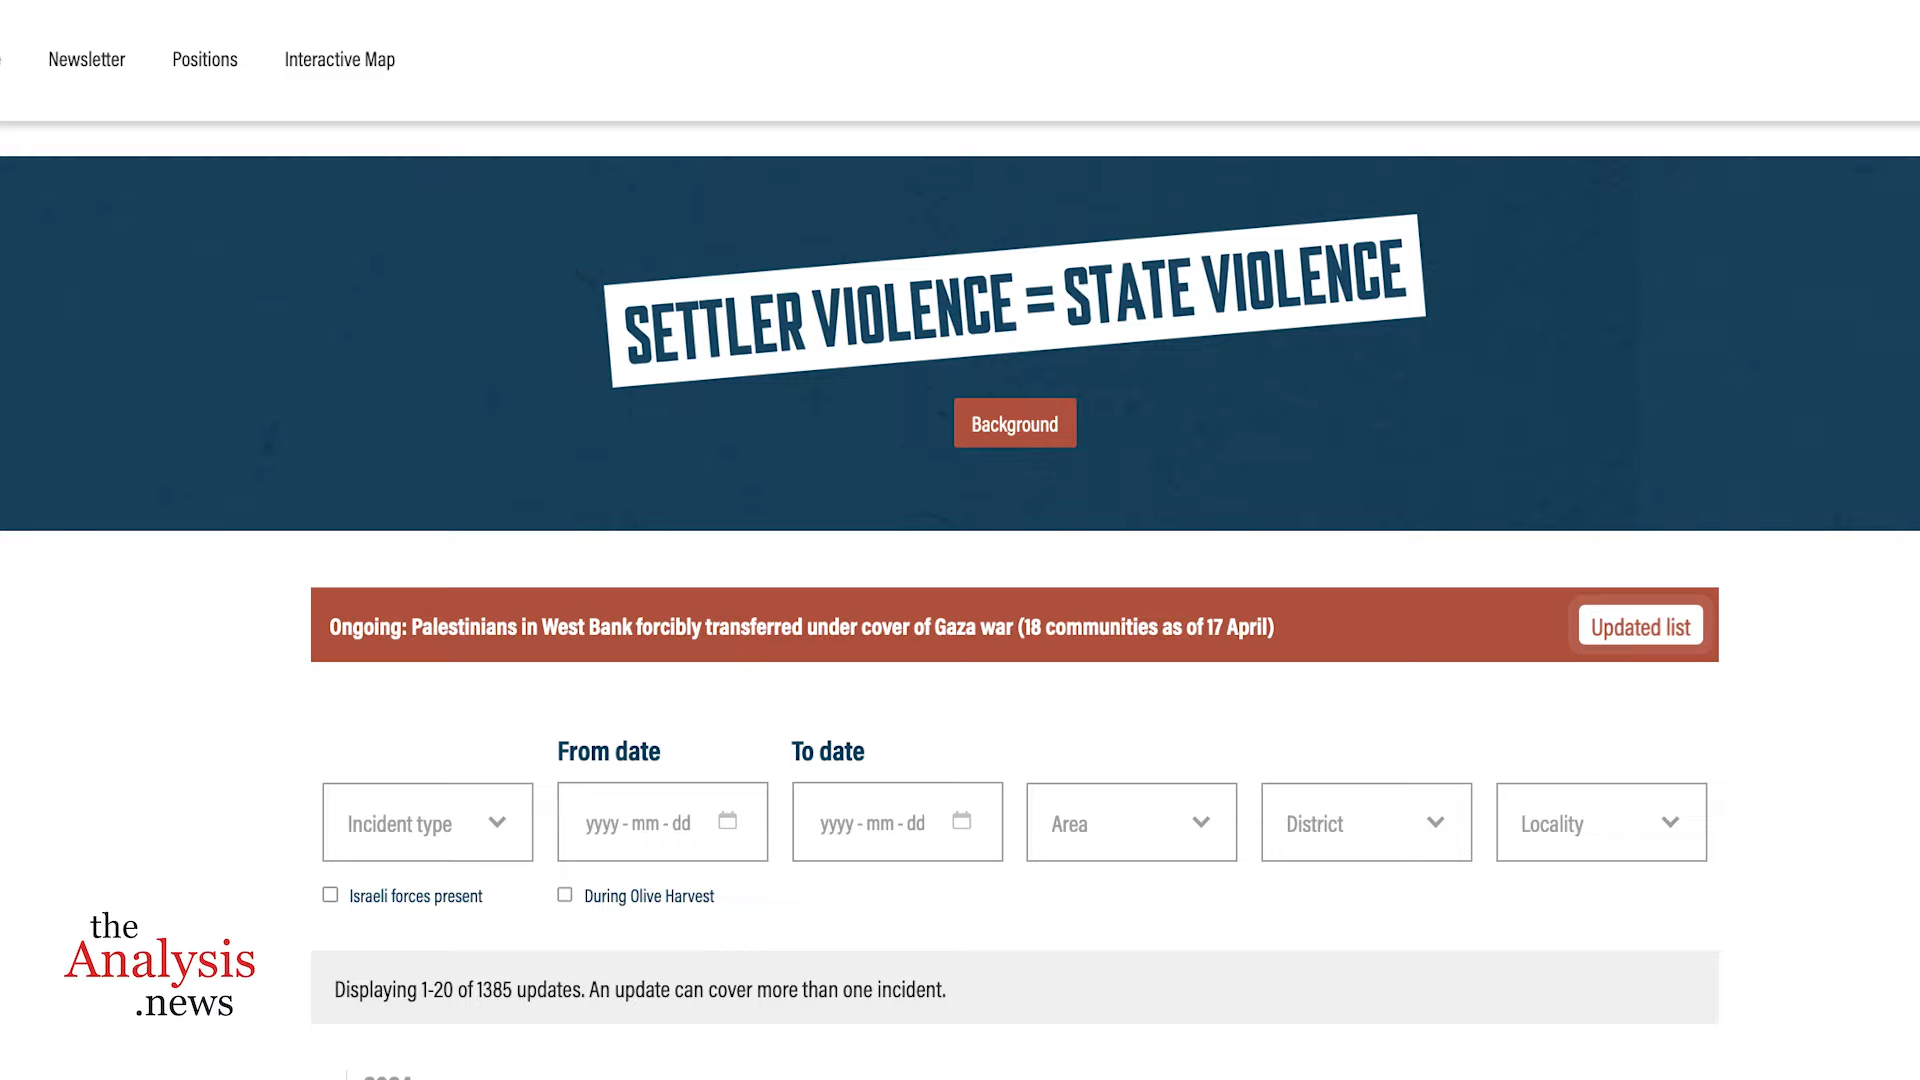 Newsletter
Positions
Interactive Map
SETTLER VIOLENCE = STATE VIOLENCE
Background
Ongoing: Palestinians in West Bank forcibly transferred under cover of Gaza war (18 communities as of 17 April)
Updated list
From date
To date
Incident type
yyyy - mm - dd
yyyy - mm - dd
Area
District
Locality
Israeli forces present
During Olive Harvest
the
Analysis
.news
Displaying 1-20 of 1385 updates. An update can cover more than one incident.